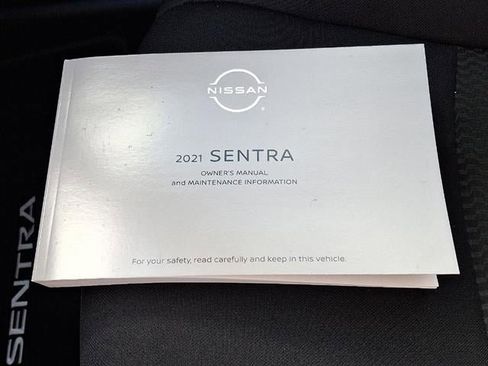 NISSAN
2021 SENTRA
OWNER'S MANUAL
and MAINTENANCE INFORMATION
For your safety, read carefully and keep in this vehicle.
SENTRA